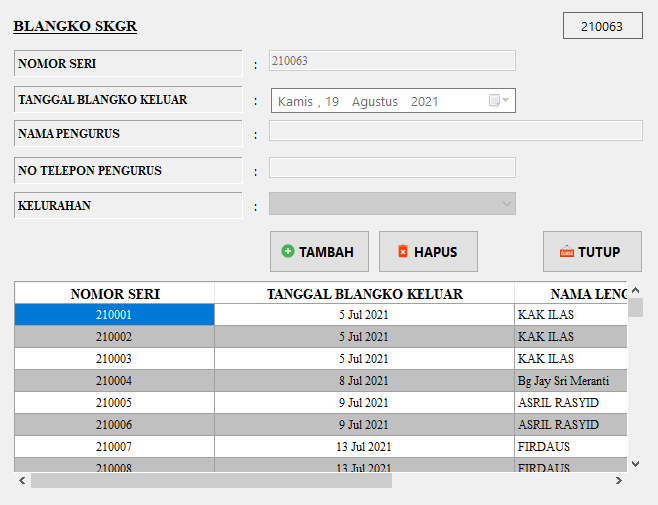 BLANGKO SKGR
210063
NOMOR SERI : 210063
TANGGAL BLANGKO KELUAR : Kamis , 19 Agustus 2021
NAMA PENGURUS :
NO TELEPON PENGURUS :
KELURAHAN :
TAMBAH HAPUS TUTUP
NOMOR SERI TANGGAL BLANGKO KELUAR NAMA LENG
210001 5 Jul 2021 KAK ILAS
210002 5 Jul 2021 KAK ILAS
210003 5 Jul 2021 KAK ILAS
210004 8 Jul 2021 Bg Jay Sri Meranti
210005 9 Jul 2021 ASRIL RASYID
210006 9 Jul 2021 ASRIL RASYID
210007 13 Jul 2021 FIRDAUS
210008 13 Jul 2021 FIRDAUS